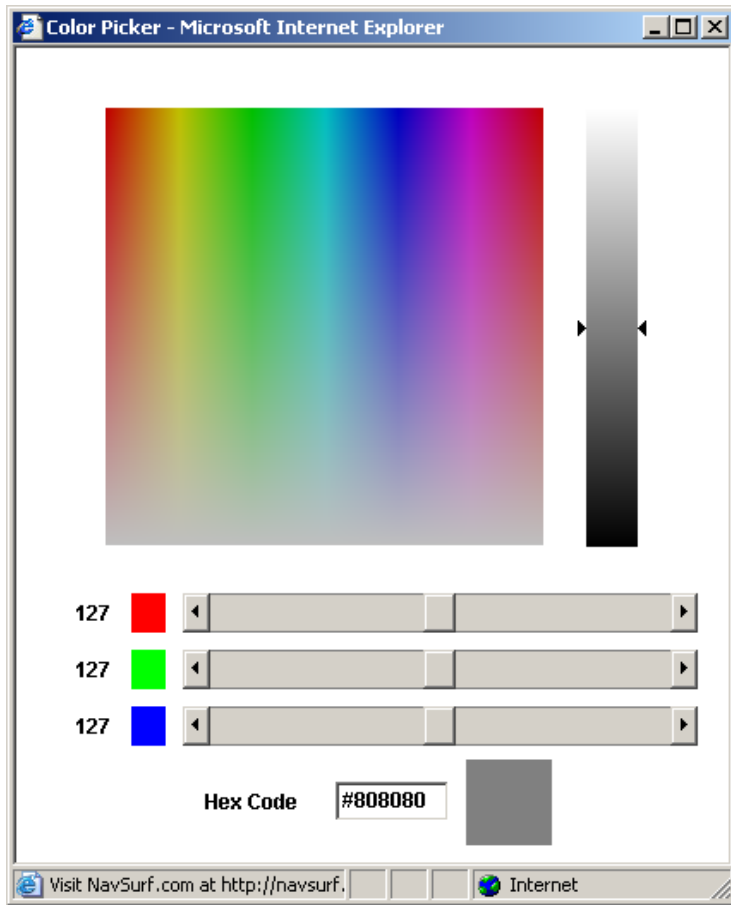 Color Picker - Microsoft Internet Explorer
127
127
127
Hex Code #808080
Visit NavSurf.com at http://navsurf. Internet